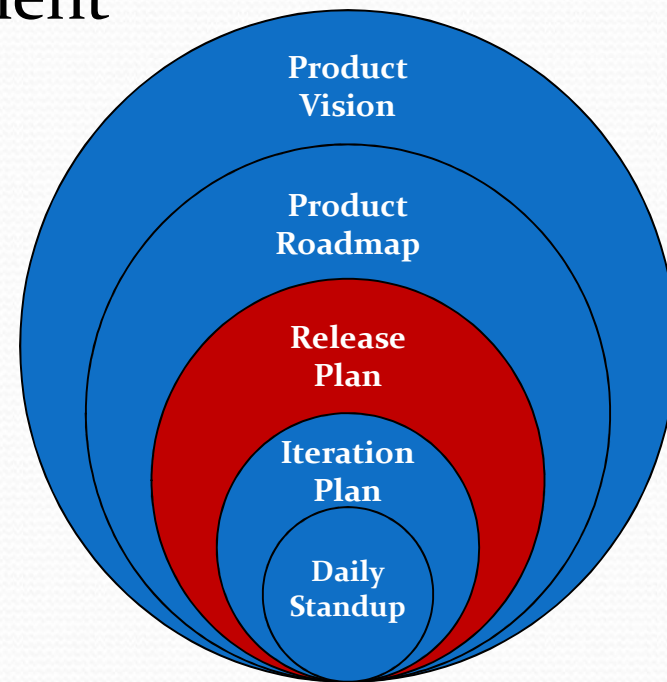 Product
Vision
Product
Roadmap
Release
Plan
Iteration
Plan
Daily
Standup